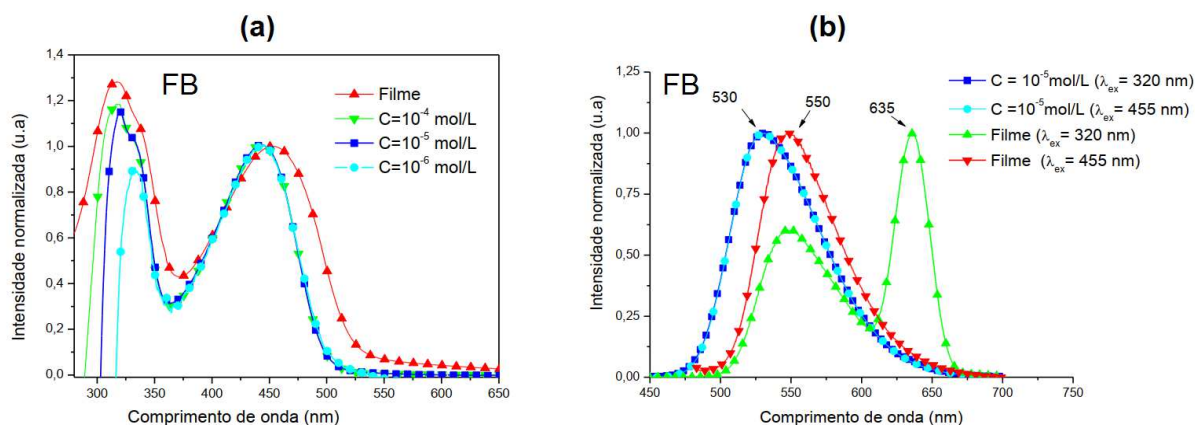 (a)
(b)
FB
Filme
C=10⁻⁴ mol/L
C=10⁻⁵ mol/L
C=10⁻⁶ mol/L
1,4
1,2
1,0
0,8
0,6
0,4
0,2
0,0
Intensidade normalizada (u.a)
300 350 400 450 500 550 600 650
Comprimento de onda (nm)
FB
530
550
635
C = 10⁻⁵mol/L (λex= 320 nm)
C =10⁻⁵mol/L (λex= 455 nm)
Filme (λex= 320 nm)
Filme (λex= 455 nm)
1,25
1,00
0,75
0,50
0,25
0,00
Intensidade normalizada (u.a)
450 500 550 600 650 700 750
Comprimento de onda (nm)